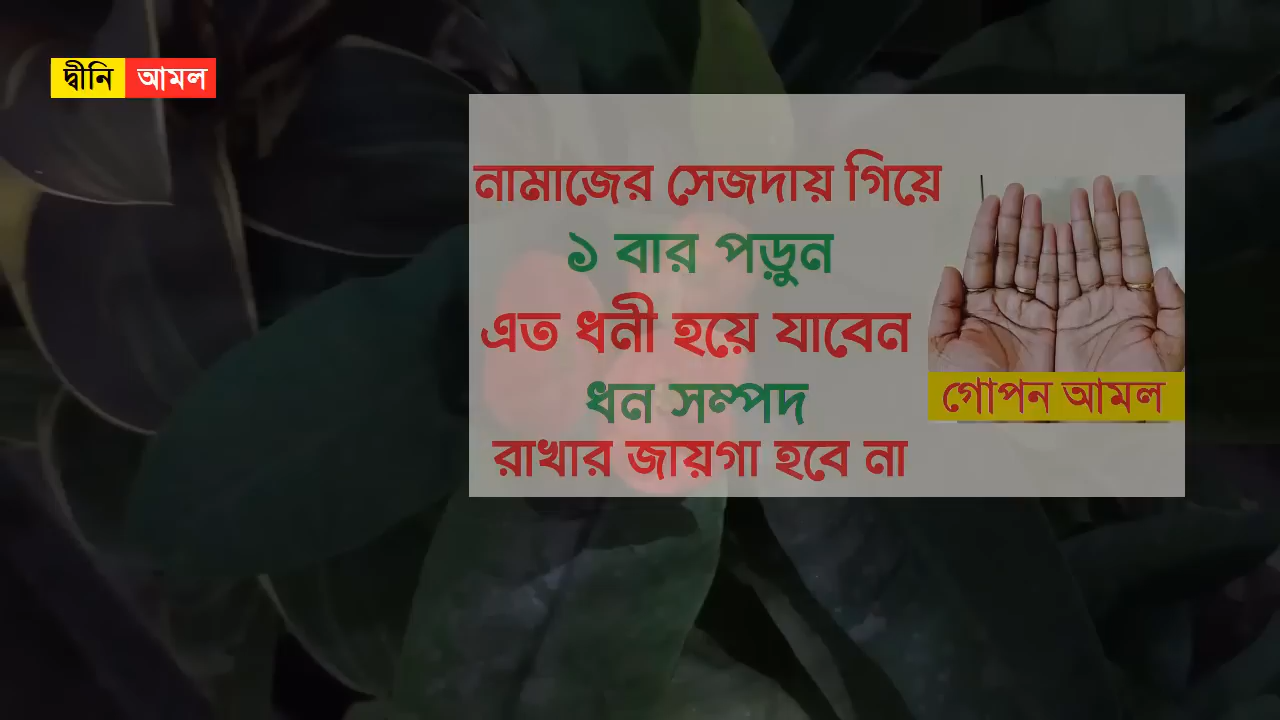 দ্বীনি আমল
নামাজের সেজদায় গিয়ে
১ বার পড়ুন
এত ধনী হয়ে যাবেন
ধন সম্পদ
রাখার জায়গা হবে না
গোপন আমল